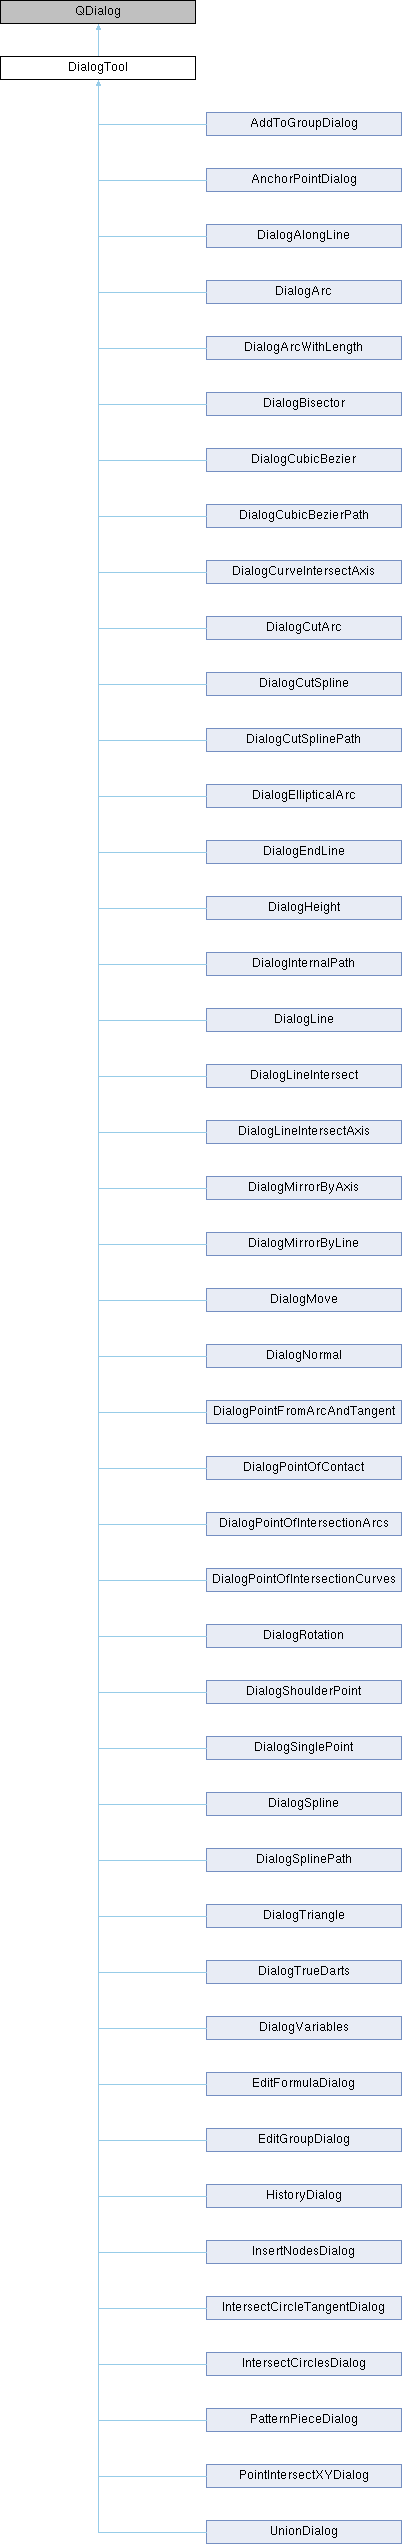 QDialog
DialogTool
AddToGroupDialog
AnchorPointDialog
DialogAlongLine
DialogArc
DialogArcWithLength
DialogBisector
DialogCubicBezier
DialogCubicBezierPath
DialogCurveIntersectAxis
DialogCutArc
DialogCutSpline
DialogCutSplinePath
DialogEllipticalArc
DialogEndLine
DialogHeight
DialogInternalPath
DialogLine
DialogLineIntersect
DialogLineIntersectAxis
DialogMirrorByAxis
DialogMirrorByLine
DialogMove
DialogNormal
DialogPointFromArcAndTangent
DialogPointOfContact
DialogPointOfIntersectionArcs
DialogPointOfIntersectionCurves
DialogRotation
DialogShoulderPoint
DialogSinglePoint
DialogSpline
DialogSplinePath
DialogTriangle
DialogTrueDarts
DialogVariables
EditFormulaDialog
EditGroupDialog
HistoryDialog
InsertNodesDialog
IntersectCircleTangentDialog
IntersectCirclesDialog
PatternPieceDialog
PointIntersectXYDialog
UnionDialog